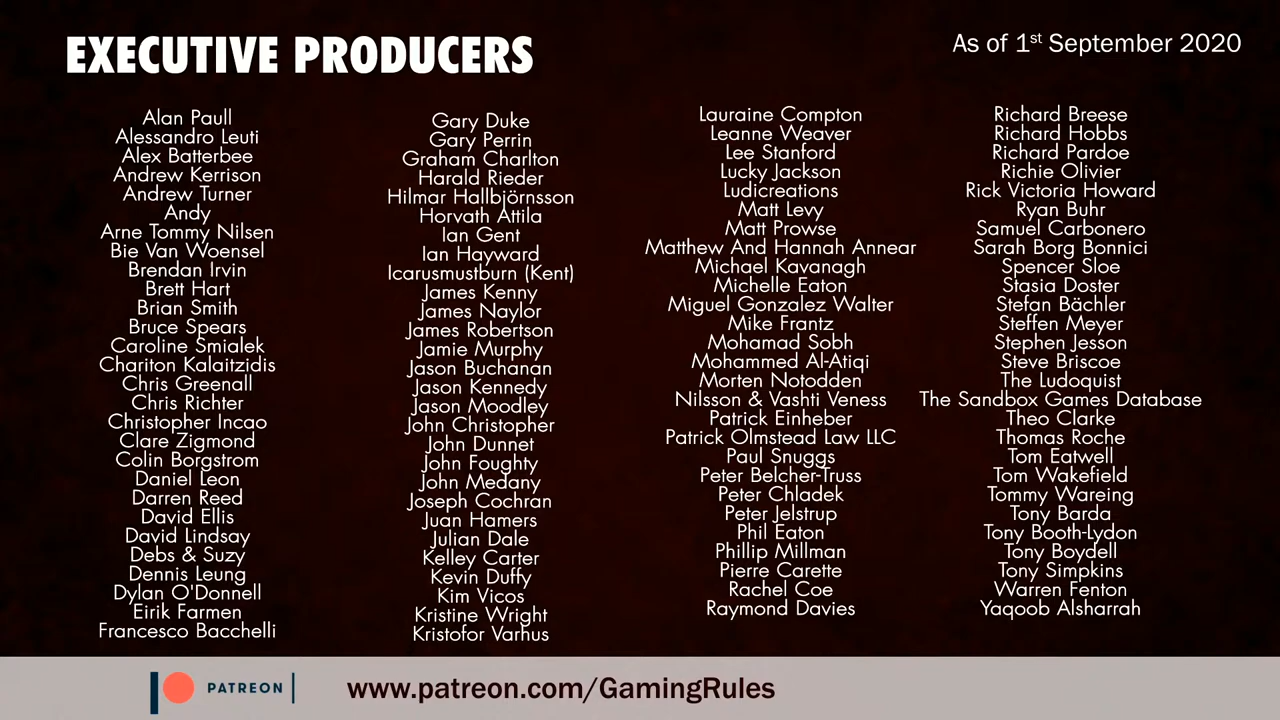 EXECUTIVE PRODUCERS
As of 1st September 2020
Alan Paull
Alessandro Leuti
Alex Batterbee
Andrew Kerrison
Andrew Turner
Andy
Arne Tommy Nilsen
Bie Van Woensel
Brendan Irvin
Brett Hart
Brian Smith
Bruce Spears
Caroline Smialek
Chariton Kalaitzidis
Chris Greenall
Chris Richter
Christopher Incao
Clare Zigmond
Colin Borgstrom
Daniel Leon
Darren Reed
David Ellis
David Lindsay
Debs & Suzy
Dennis Leung
Dylan O'Donnell
Eirik Farmen
Francesco Bacchelli
Gary Duke
Gary Perrin
Graham Charlton
Harald Rieder
Hilmar Hallbjörnsson
Horvath Attila
Ian Gent
Ian Hayward
Icarusmustburn (Kent)
James Kenny
James Naylor
James Robertson
Jamie Murphy
Jason Buchanan
Jason Kennedy
Jason Moodley
John Christopher
John Dunnet
John Foughty
John Medany
Joseph Cochran
Juan Hamers
Julian Dale
Kelley Carter
Kevin Duffy
Kim Vicos
Kristine Wright
Kristofor Varhus
Lauraine Compton
Leanne Weaver
Lee Stanford
Lucky Jackson
Ludicreations
Matt Levy
Matt Prowse
Matthew And Hannah Annear
Michael Kavanagh
Michelle Eaton
Miguel Gonzalez Walter
Mike Frantz
Mohamad Sobh
Mohammed Al-Atiqi
Morten Notodden
Nilsson & Vashti Veness
Patrick Einheber
Patrick Olmstead Law LLC
Paul Snuggs
Peter Belcher-Truss
Peter Chladek
Peter Jelstrup
Phil Eaton
Phillip Millman
Pierre Carette
Rachel Coe
Raymond Davies
Richard Breese
Richard Hobbs
Richard Pardoe
Richie Olivier
Rick Victoria Howard
Ryan Buhr
Samuel Carbonero
Sarah Borg Bonnici
Spencer Sloe
Stasia Doster
Stefan Bächler
Steffen Meyer
Stephen Jesson
Steve Briscoe
The Ludoquist
The Sandbox Games Database
Theo Clarke
Thomas Roche
Tom Eatwell
Tom Wakefield
Tommy Wareing
Tony Barda
Tony Booth-Lydon
Tony Boydell
Tony Simpkins
Warren Fenton
Yaqoob Alsharrah
PATREON
www.patreon.com/GamingRules